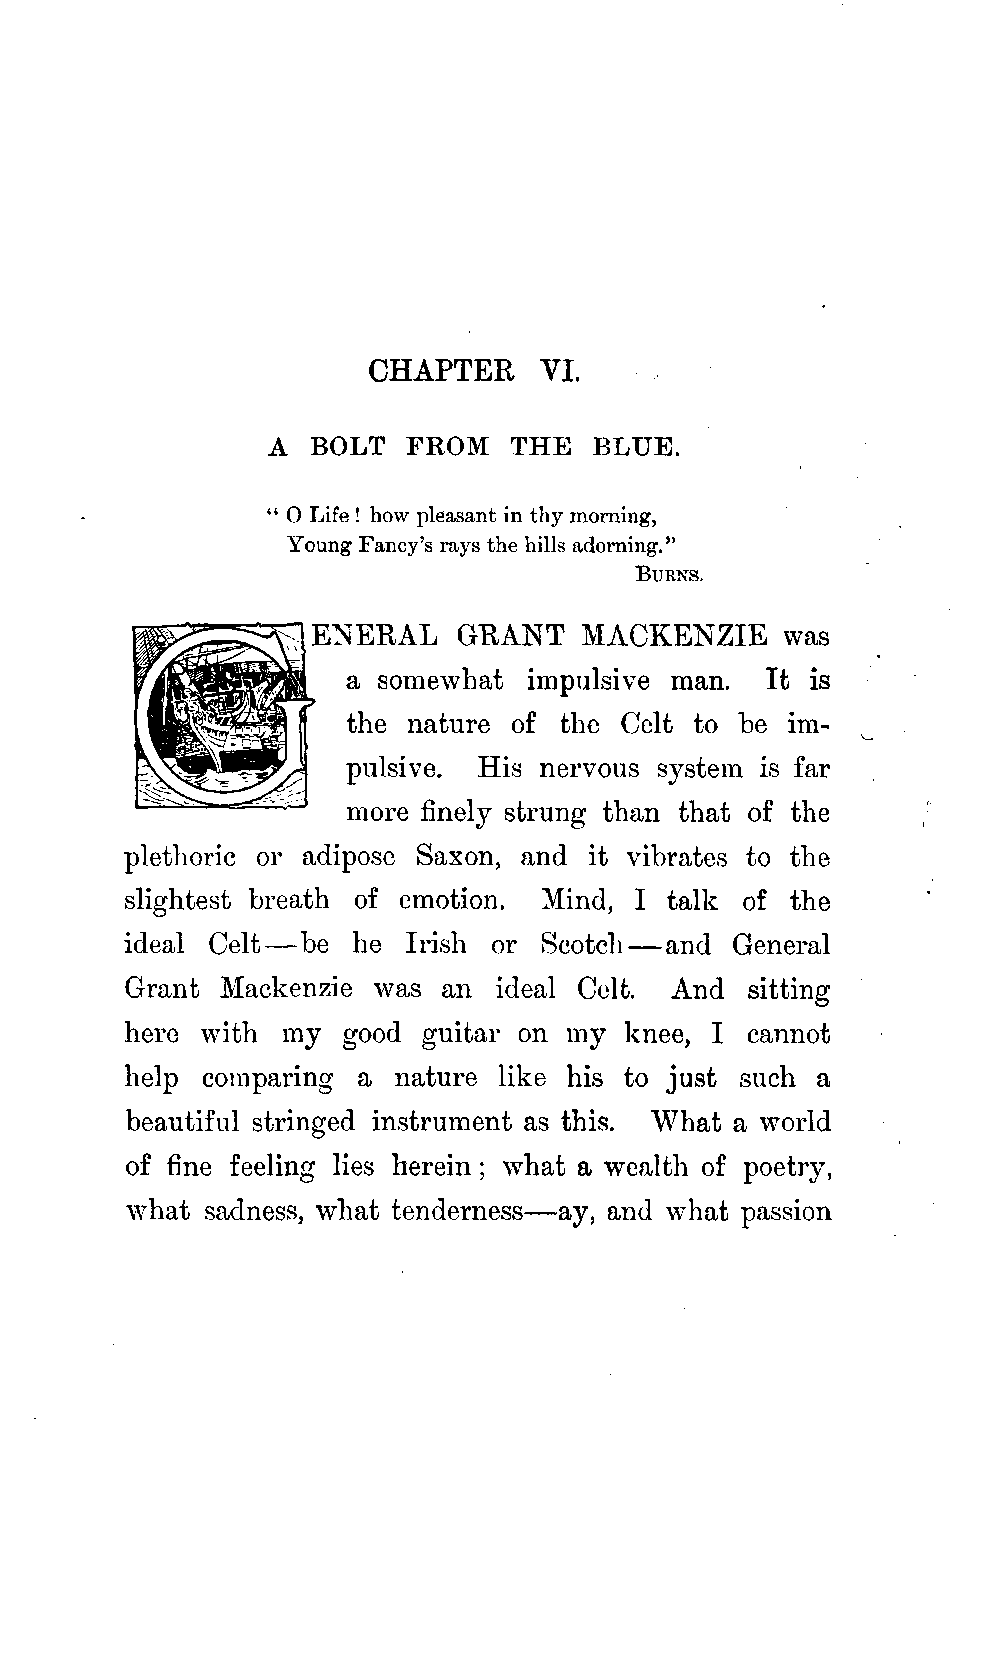 CHAPTER VI.
A BOLT FROM THE BLUE.
" O Life ! how pleasant in thy morning,
Young Fancy's rays the hills adorning."
BURNS.
GENERAL GRANT MACKENZIE was
a somewhat impulsive man. It is
the nature of the Celt to be im-
pulsive. His nervous system is far
more finely strung than that of the
plethoric or adipose Saxon, and it vibrates to the
slightest breath of emotion. Mind, I talk of the
ideal Celt—be he Irish or Scotch—and General
Grant Mackenzie was an ideal Celt. And sitting
here with my good guitar on my knee, I cannot
help comparing a nature like his to just such a
beautiful stringed instrument as this. What a world
of fine feeling lies herein ; what a wealth of poetry,
what sadness, what tenderness—ay, and what passion